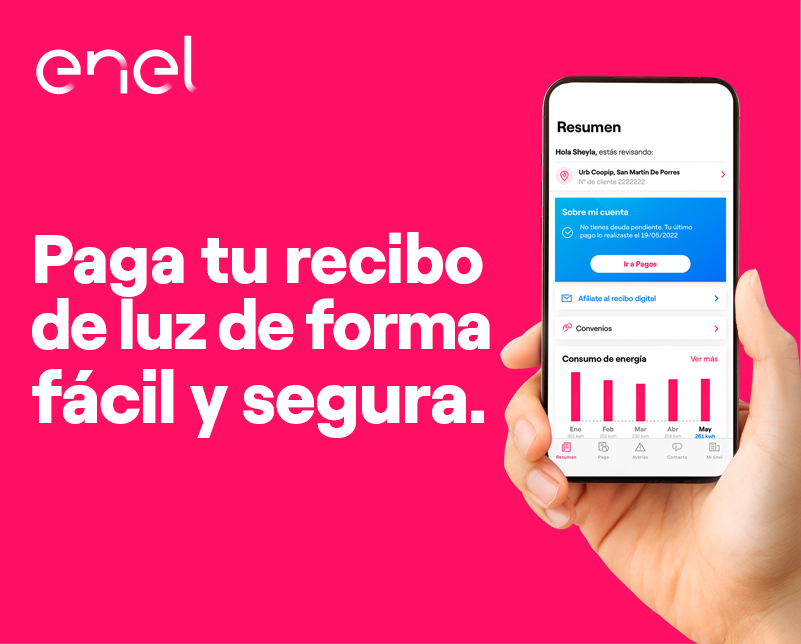 enel
Paga tu recibo
de luz de forma
fácil y segura.
Resumen
Hola Sheyla, estás revisando:
Urb Coopip, San Martin De Porres
N° de cliente 2222222
Sobre mi cuenta
No tienes deuda pendiente. Tu último
pago lo realizaste el 19/05/2022
Ir a Pagos
Afíliate al recibo digital
Convenios
Consumo de energía Ver más
Ene Feb Mar Abr May
261 kwh
Resumen Pago Averías Contacto Mi Enel